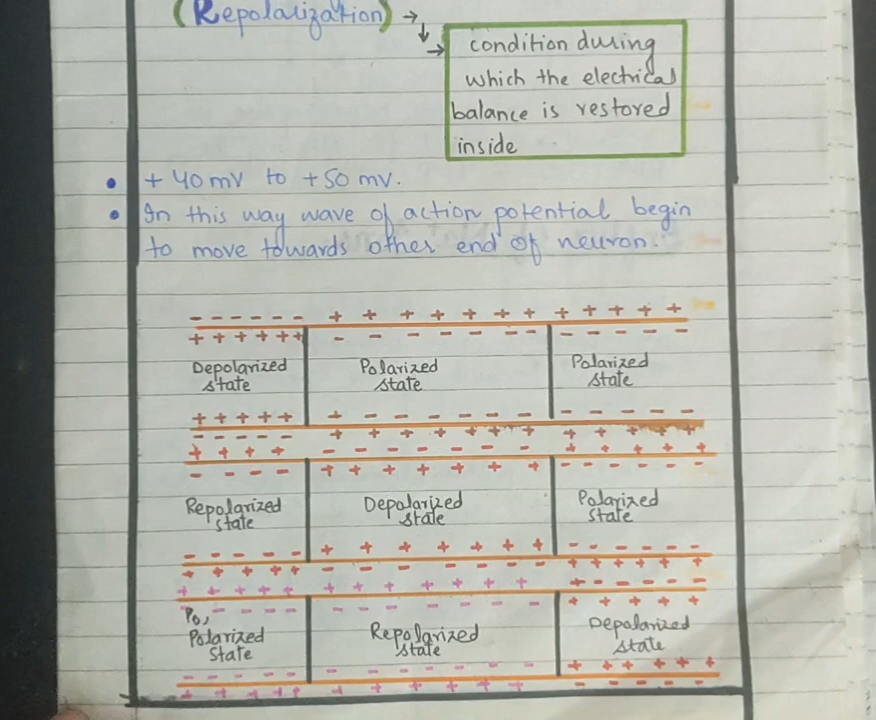 (Repolarization) →
↓
→ condition during
which the electrical
balance is restored
inside
• + 40 mV to +50 mv.
• In this way wave of action potential begin
to move towards other end of neuron.
- - - - - - + + + + + + + + + + + +
+ + + + + + - - - - - - - - - - - -
Depolarized state
Polarized state
Polarized state
+ + + + + + - - - - - - - - - - -
- - - - - + + + + + + + + + + + +
+ + + + - - - - - - - + + + + +
- - - - + + + + + + - - - - - -
Repolarized state
Depolarized state
Polarized state
- - - - - + + + + + + + - - - - - -
+ + + + + - - - - - - - + + + + + +
+ + + + + + + + + + + + - - - - -
Po,
- - - - - - - - - + + + +
Polarized State
Repolarized state
Depolarized state
- - - - - - - - - - - + + + + + +
+ + + + + + + + + + + - - - - -